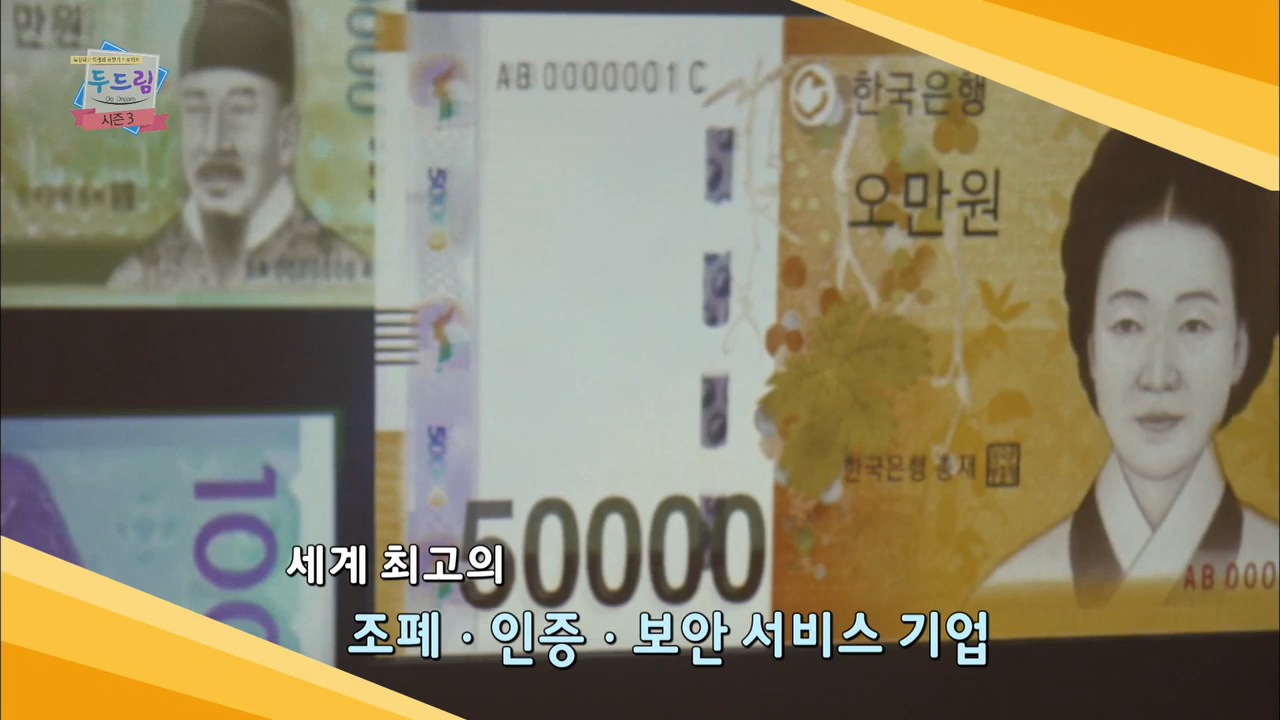 만원
두드림
Do Dream
시즌 3
AB 0000001 C
한국은행
오만원
한국은행 총재
50000
AB 000
세계 최고의
조폐 · 인증 · 보안 서비스 기업